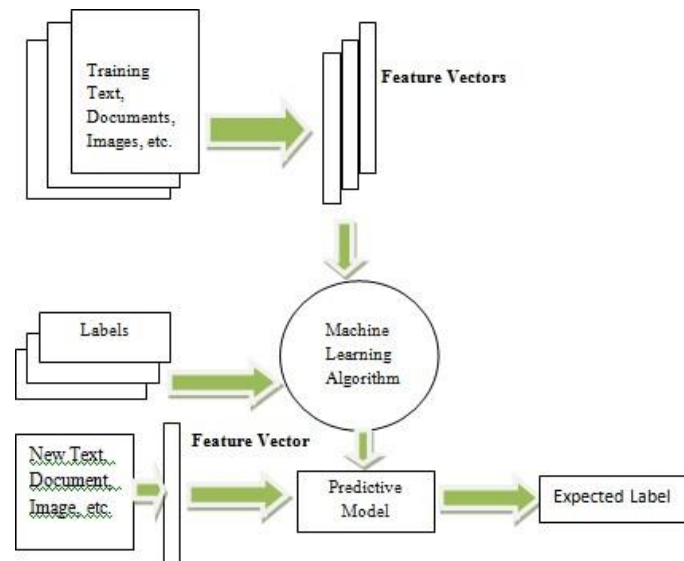 Training
Text,
Documents,
Images, etc.
Feature Vectors
Labels
Machine
Learning
Algorithm
New Text,
Document,
Image, etc.
Feature Vector
Predictive
Model
Expected Label